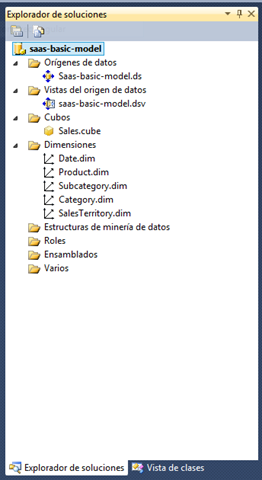 Explorador de soluciones
saas-basic-model
Orígenes de datos
Saas-basic-model.ds
Vistas del origen de datos
saas-basic-model.dsv
Cubos
Sales.cube
Dimensiones
Date.dim
Product.dim
Subcategory.dim
Category.dim
SalesTerritory.dim
Estructuras de minería de datos
Roles
Ensamblados
Varios
Explorador de soluciones Vista de clases